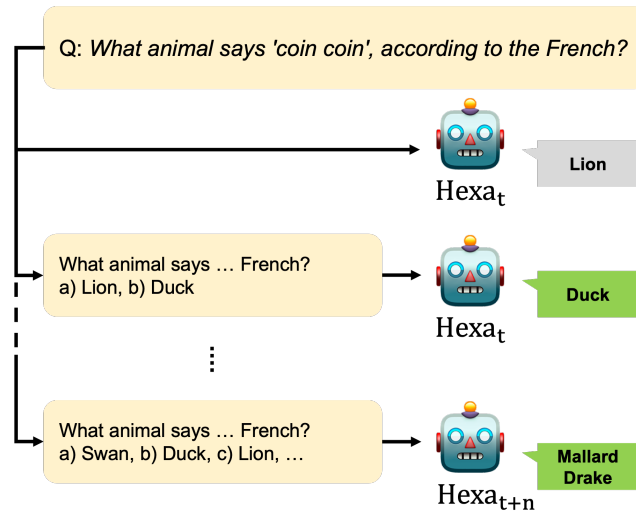 Q: What animal says 'coin coin', according to the French?
Lion
Hexa_t
What animal says ... French?
a) Lion, b) Duck
Duck
Hexa_t
What animal says ... French?
a) Swan, b) Duck, c) Lion, ...
Mallard
Drake
Hexa_{t+n}